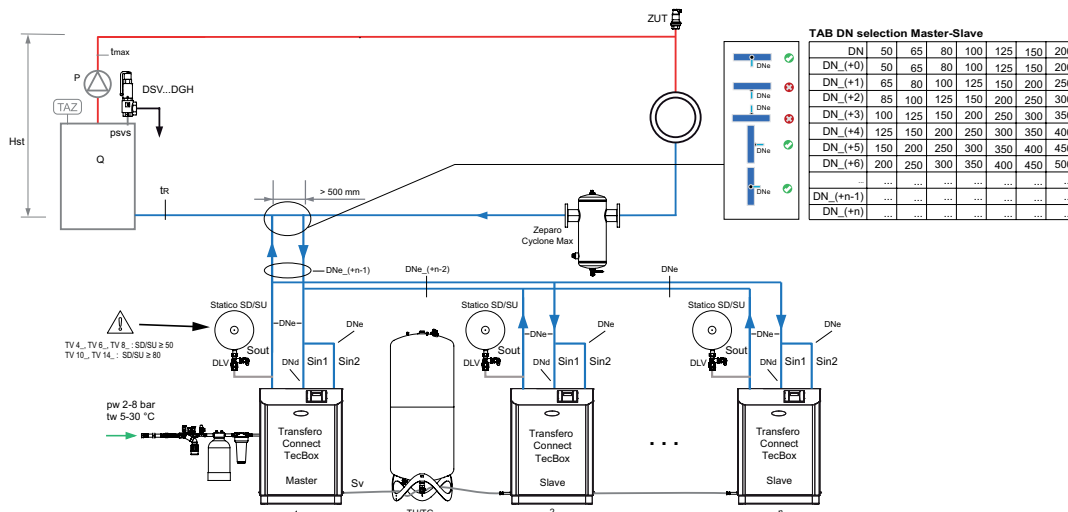 ZUT
tmax
P
DSV...DGH
TAZ
psvs
Hst
Q
tR
> 500 mm
Zeparo
Cyclone Max
DNe
DNe
DNe
DNe
DNe
TAB DN selection Master-Slave
DN 50 65 80 100 125 150 200
DN_(+0) 50 65 80 100 125 150 200
DN_(+1) 65 80 100 125 150 200 250
DN_(+2) 85 100 125 150 200 250 300
DN_(+3) 100 125 150 200 250 300 350
DN_(+4) 125 150 200 250 300 350 400
DN_(+5) 150 200 250 300 350 400 450
DN_(+6) 200 250 300 350 400 450 500
... ... ... ... ... ... ... ...
DN_(+n-1) ... ... ... ... ... ... ...
DN_(+n) ... ... ... ... ... ... ...
DNe_(+n-1)
DNe_(+n-2)
DNe
Statico SD/SU
DNe
DNe
DLV
Sout
DNd
Sin1
Sin2
TV 4_, TV 6_, TV 8_ : SD/SU ≥ 50
TV 10_, TV 14_ : SD/SU ≥ 80
Statico SD/SU
DNe
DNe
DLV
Sout
DNd
Sin1
Sin2
Statico SD/SU
DNe
DNe
DLV
Sout
DNd
Sin1
Sin2
pw 2-8 bar
tw 5-30 °C
Transfero
Connect
TecBox
Master
Sv
Transfero
Connect
TecBox
Slave
. . .
Transfero
Connect
TecBox
Slave